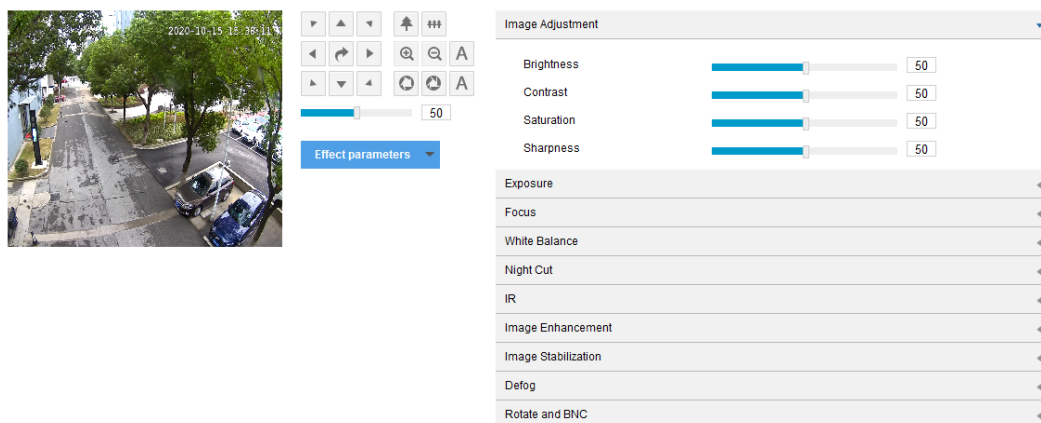 2020-10-15 15:38:11
A
A
50
Effect parameters
Image Adjustment
Brightness 50
Contrast 50
Saturation 50
Sharpness 50
Exposure
Focus
White Balance
Night Cut
IR
Image Enhancement
Image Stabilization
Defog
Rotate and BNC